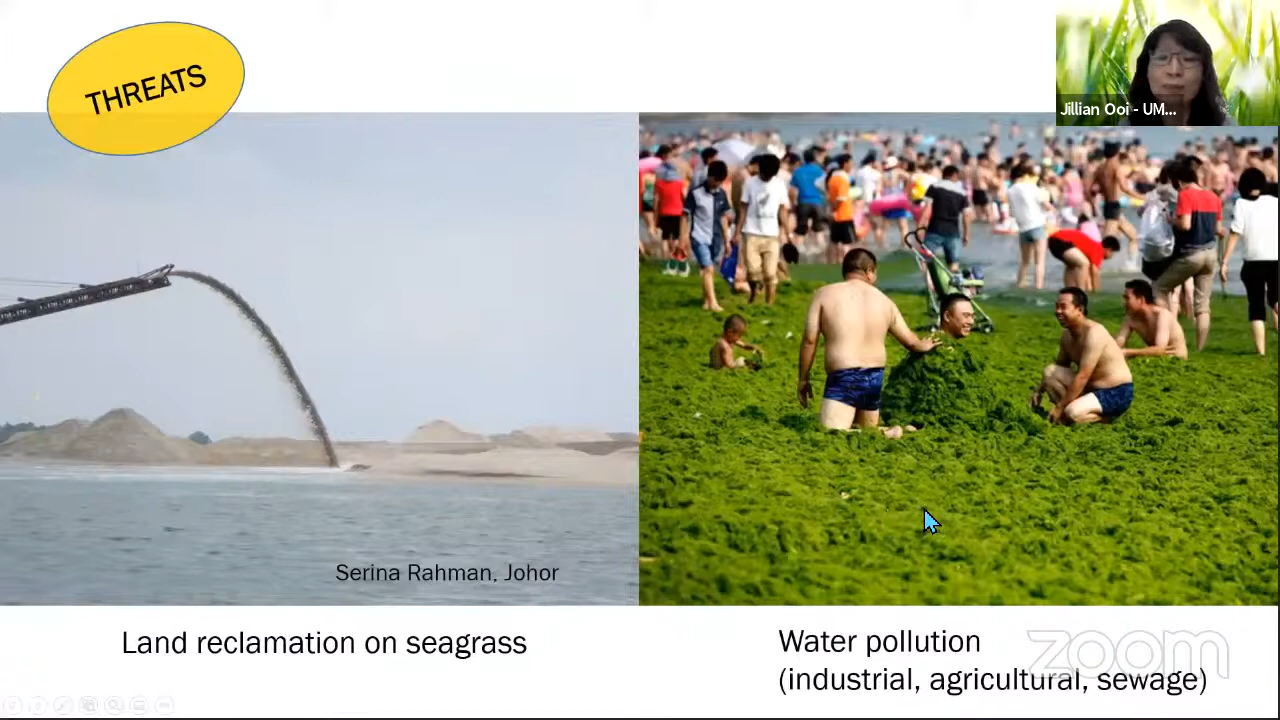 THREATS
Jillian Ooi - UM...
Serina Rahman, Johor
Land reclamation on seagrass
Water pollution
(industrial, agricultural, sewage)
zoom